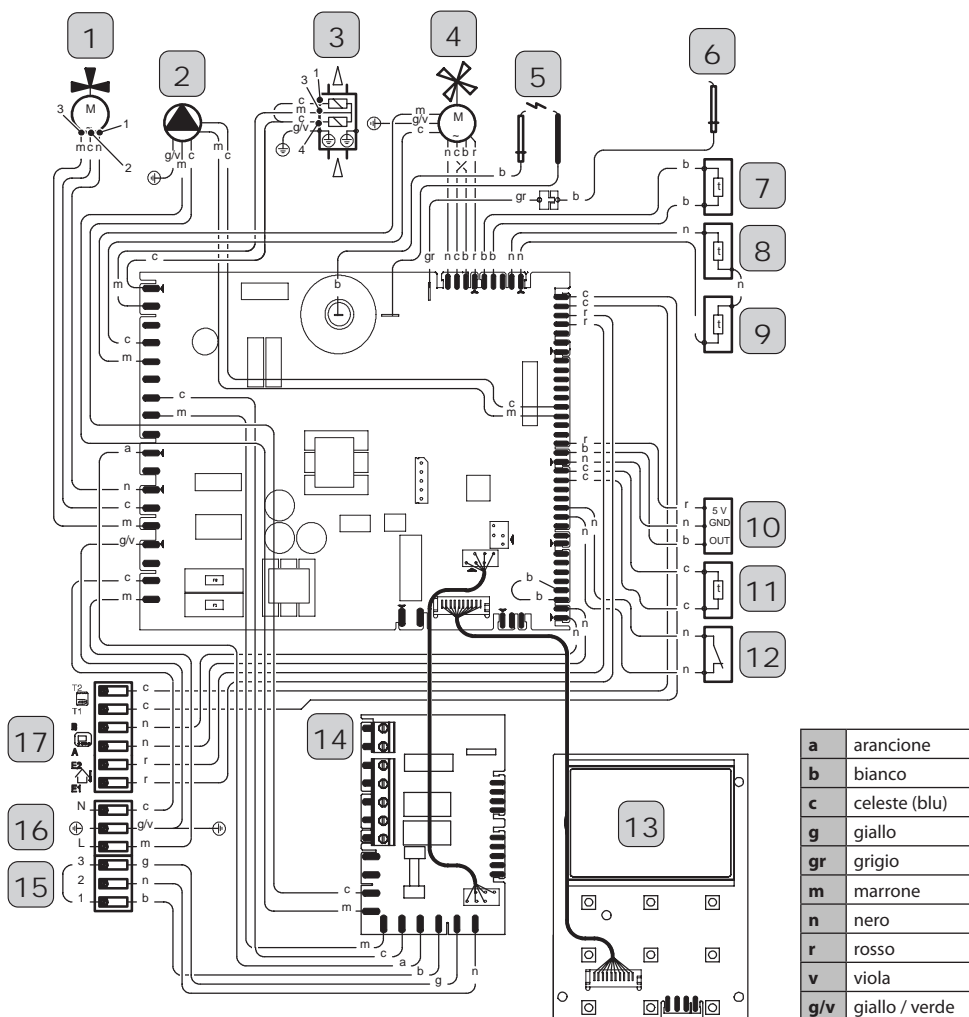 1
2
3
4
5
6
3
1
M
m c n
2
g/v
m
c
m
c
3
1
c
m
c
g/v
4
m
g/v
c
M
~
n c b r
b
gr
b
b
b
t
7
n
t
8
n
t
9
c
m
c
m
b
gr n c b r b b n n
c
c
r
r
c
m
a
n
c
m
g/v
c
m
c
m
r
b
n
c
c
n
n
b
b
n
n
r
n
b
5 V
GND
OUT
10
c
c
t
11
n
n
12
17
T2
T1
B
A
E2
E1
c
c
n
n
r
r
16
N
L
c
g/v
m
15
3
2
1
g
n
b
14
c
m
m
c
a
b
g
n
13
a arancione
b bianco
c celeste (blu)
g giallo
gr grigio
m marrone
n nero
r rosso
v viola
g/v giallo / verde